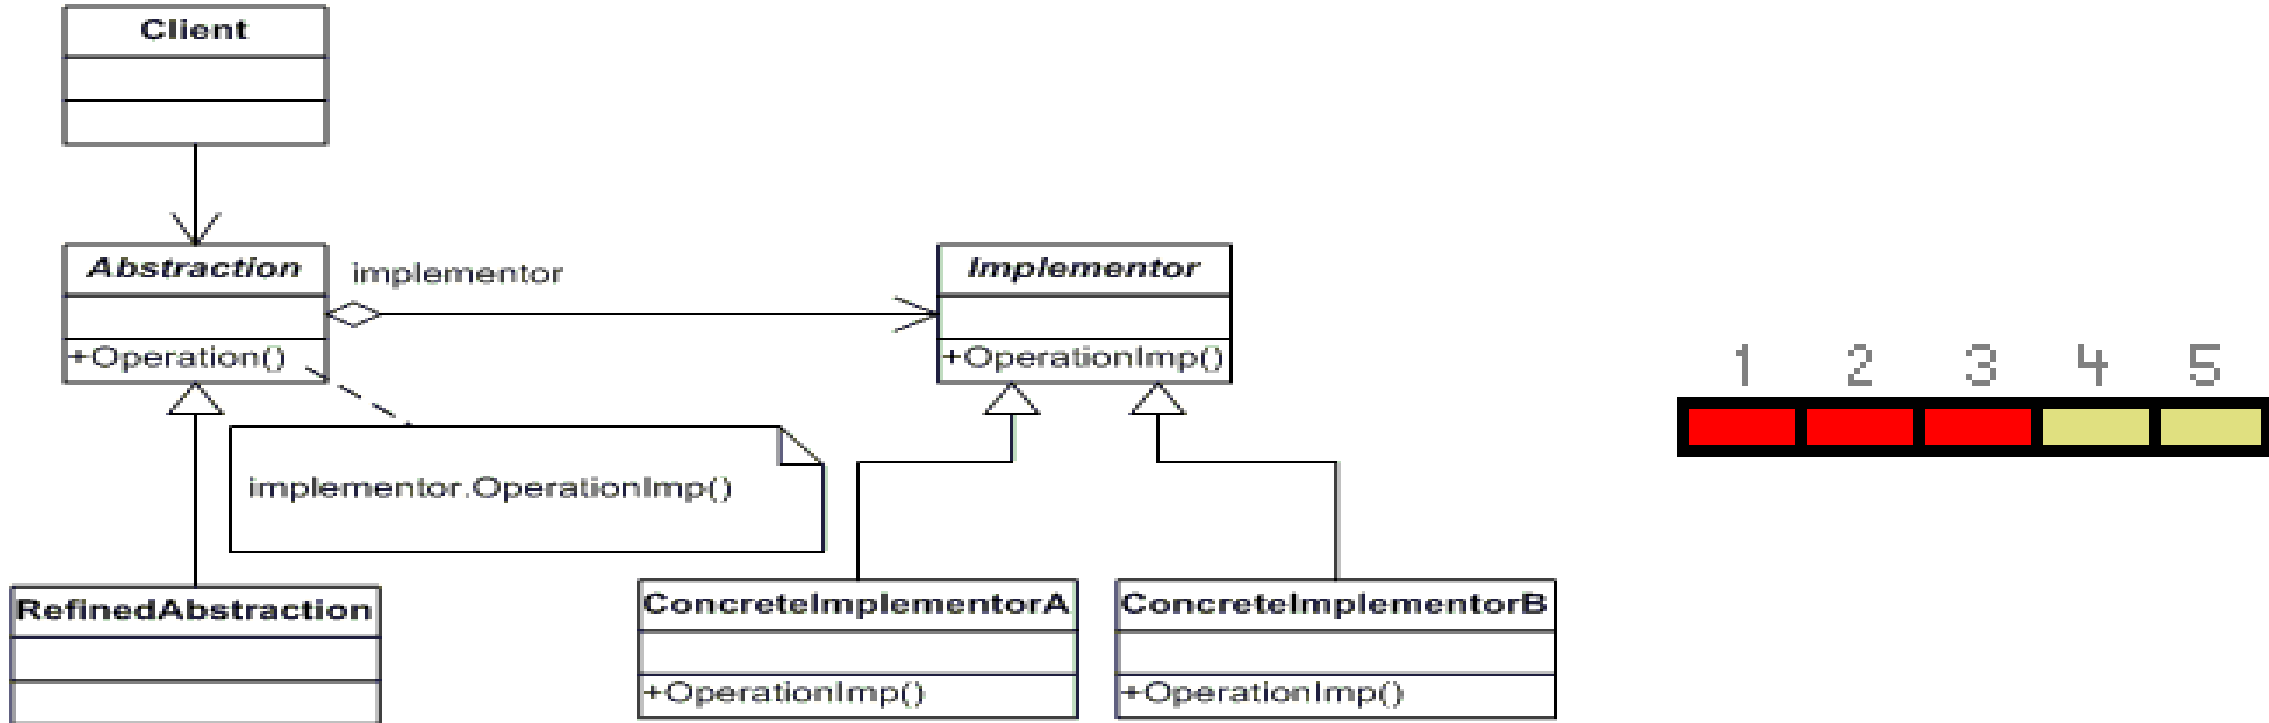 Client
Abstraction
implementor
Implementor
+Operation()
+OperationImp()
1 2 3 4 5
implementor.OperationImp()
RefinedAbstraction
ConcreteImplementorA
ConcreteImplementorB
+OperationImp()
+OperationImp()